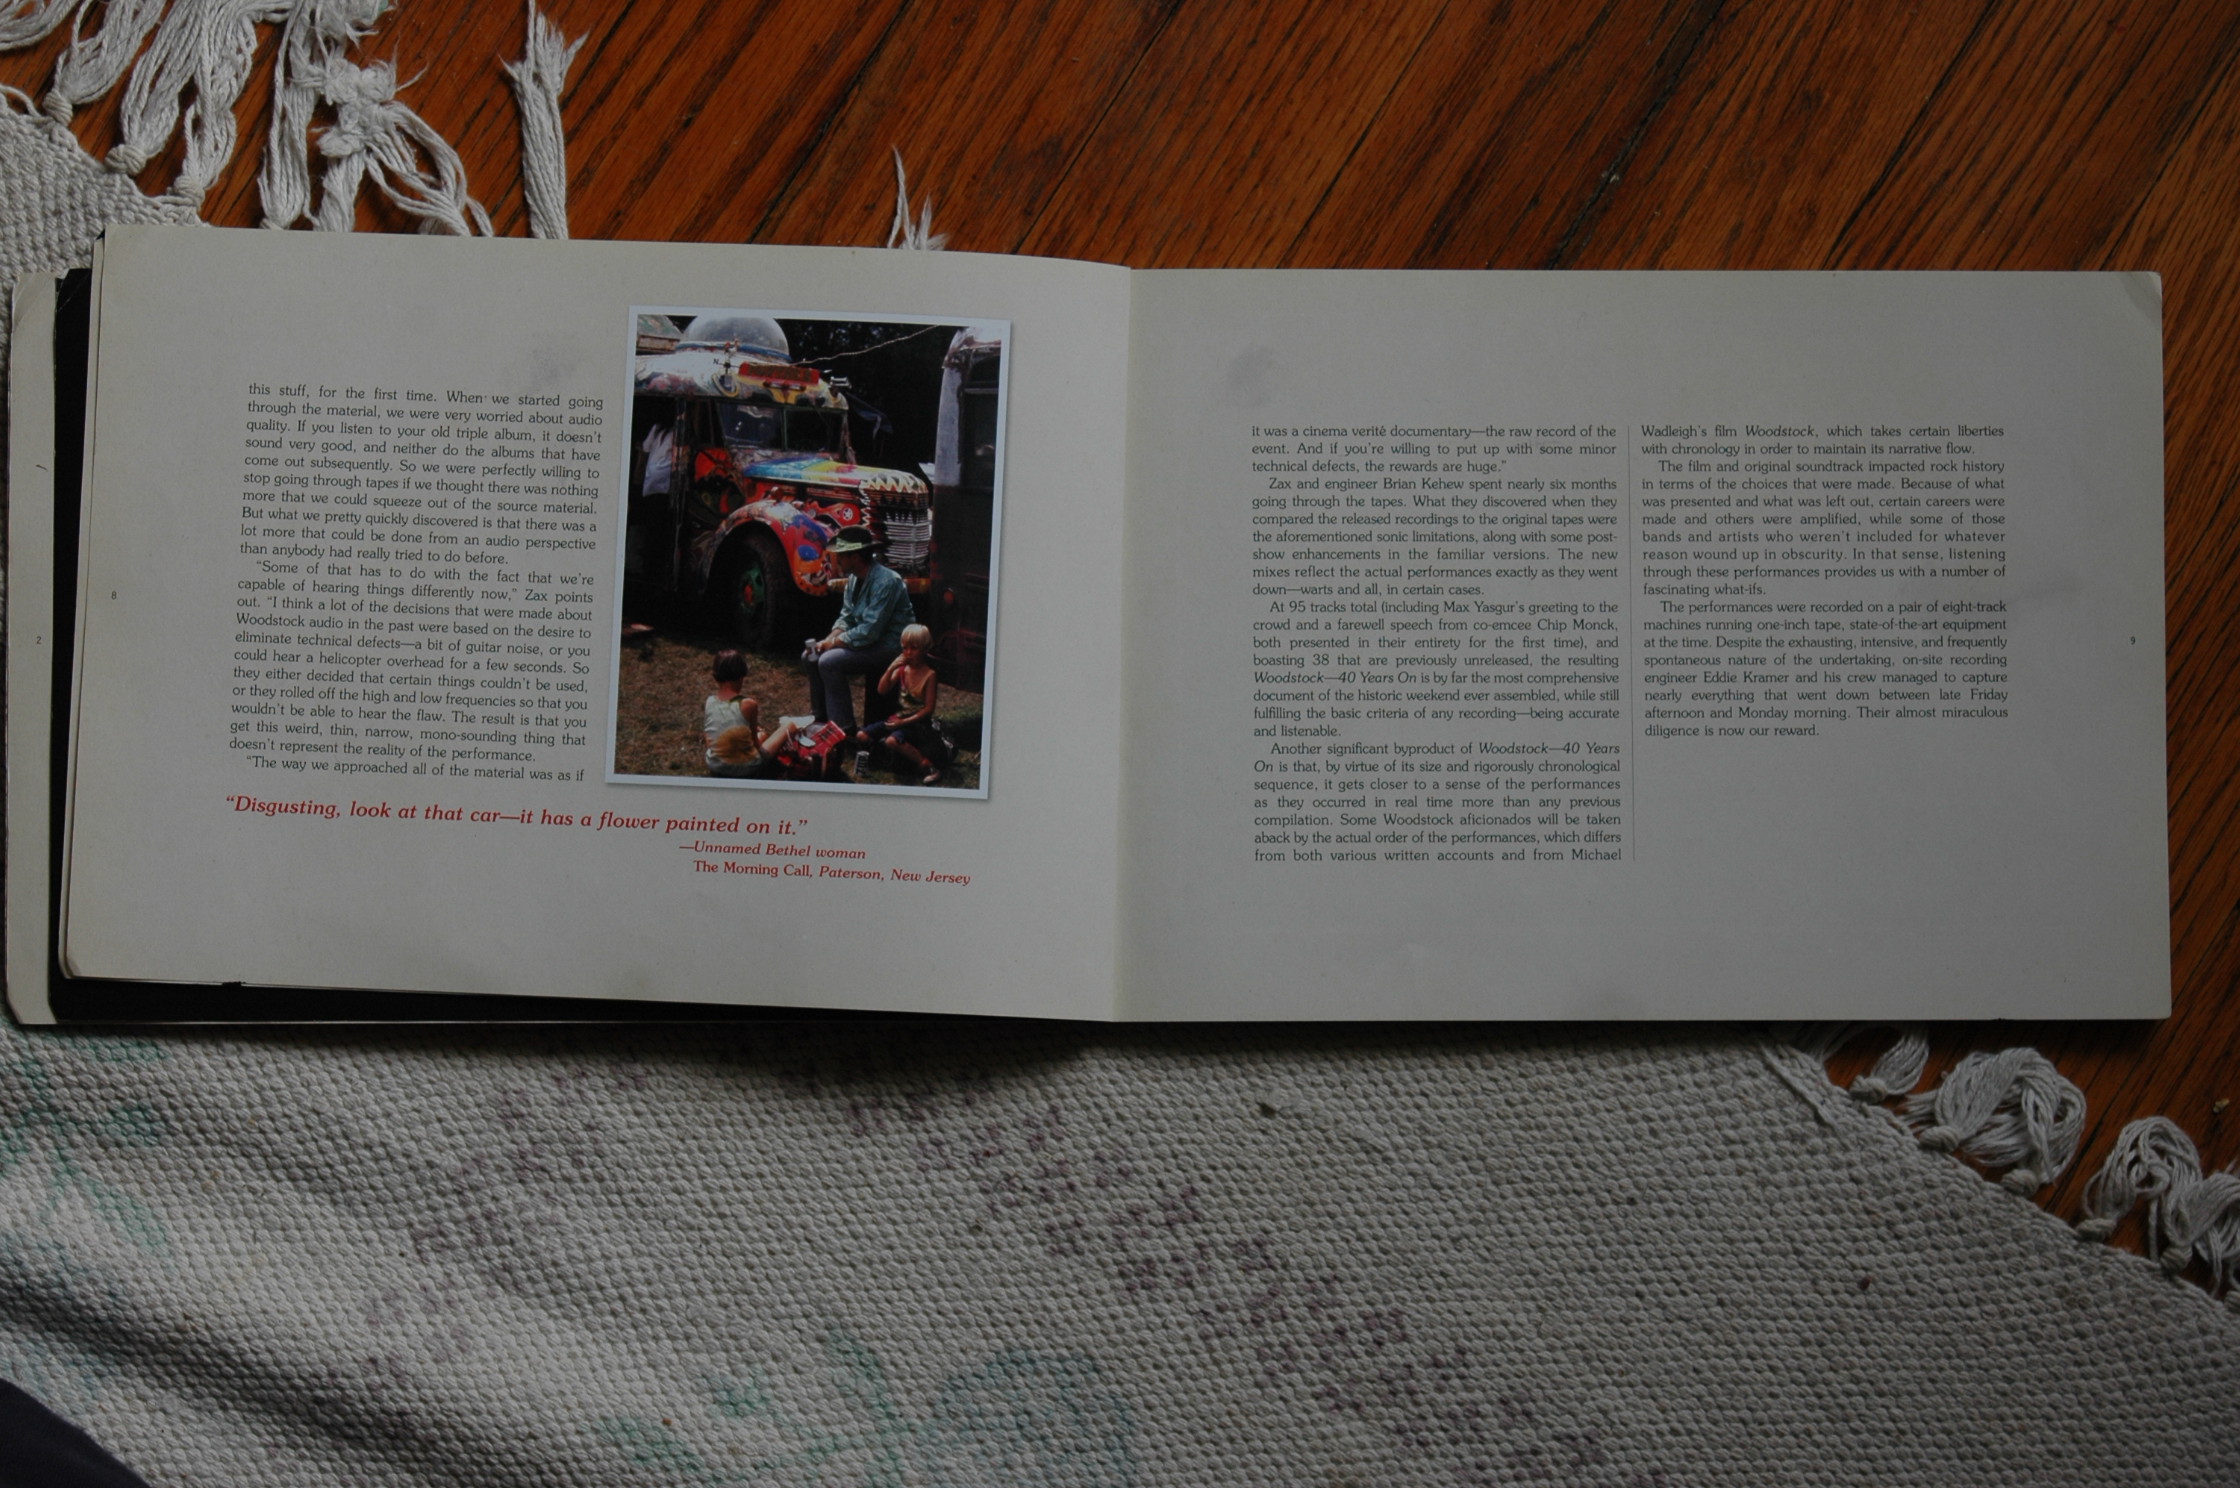 this stuff, for the first time. When we started going
through the material, we were very worried about audio
quality. If you listen to your old triple album, it doesn't
sound very good, and neither do the albums that have
come out subsequently. So we were perfectly willing to
stop going through tapes if we thought there was nothing
more that we could squeeze out of the source material.
But what we pretty quickly discovered is that there was a
lot more that could be done from an audio perspective
than anybody had really tried to do before.
"Some of that has to do with the fact that we're
capable of hearing things differently now," Zax points
out. "I think a lot of the decisions that were made about
Woodstock audio in the past were based on the desire to
eliminate technical defects—a bit of guitar noise, or you
could hear a helicopter overhead for a few seconds. So
they either decided that certain things couldn't be used,
or they rolled off the high and low frequencies so that you
wouldn't be able to hear the flaw. The result is that you
get this weird, thin, narrow, mono-sounding thing that
doesn't represent the reality of the performance.
"The way we approached all of the material was as if
"Disgusting, look at that car—it has a flower painted on it."
—Unnamed Bethel woman
The Morning Call, Paterson, New Jersey
8
2
it was a cinema verité documentary—the raw record of the
event. And if you're willing to put up with some minor
technical defects, the rewards are huge."
Zax and engineer Brian Kehew spent nearly six months
going through the tapes. What they discovered when they
compared the released recordings to the original tapes were
the aforementioned sonic limitations, along with some post-
show enhancements in the familiar versions. The new
mixes reflect the actual performances exactly as they went
down—warts and all, in certain cases.
At 95 tracks total (including Max Yasgur's greeting to the
crowd and a farewell speech from co-emcee Chip Monck,
both presented in their entirety for the first time), and
boasting 38 that are previously unreleased, the resulting
Woodstock—40 Years On is by far the most comprehensive
document of the historic weekend ever assembled, while still
fulfilling the basic criteria of any recording—being accurate
and listenable.
Another significant byproduct of Woodstock—40 Years
On is that, by virtue of its size and rigorously chronological
sequence, it gets closer to a sense of the performances
as they occurred in real time more than any previous
compilation. Some Woodstock aficionados will be taken
aback by the actual order of the performances, which differs
from both various written accounts and from Michael
Wadleigh's film Woodstock, which takes certain liberties
with chronology in order to maintain its narrative flow.
The film and original soundtrack impacted rock history
in terms of the choices that were made. Because of what
was presented and what was left out, certain careers were
made and others were amplified, while some of those
bands and artists who weren't included for whatever
reason wound up in obscurity. In that sense, listening
through these performances provides us with a number of
fascinating what-ifs.
The performances were recorded on a pair of eight-track
machines running one-inch tape, state-of-the-art equipment
at the time. Despite the exhausting, intensive, and frequently
spontaneous nature of the undertaking, on-site recording
engineer Eddie Kramer and his crew managed to capture
nearly everything that went down between late Friday
afternoon and Monday morning. Their almost miraculous
diligence is now our reward.
9